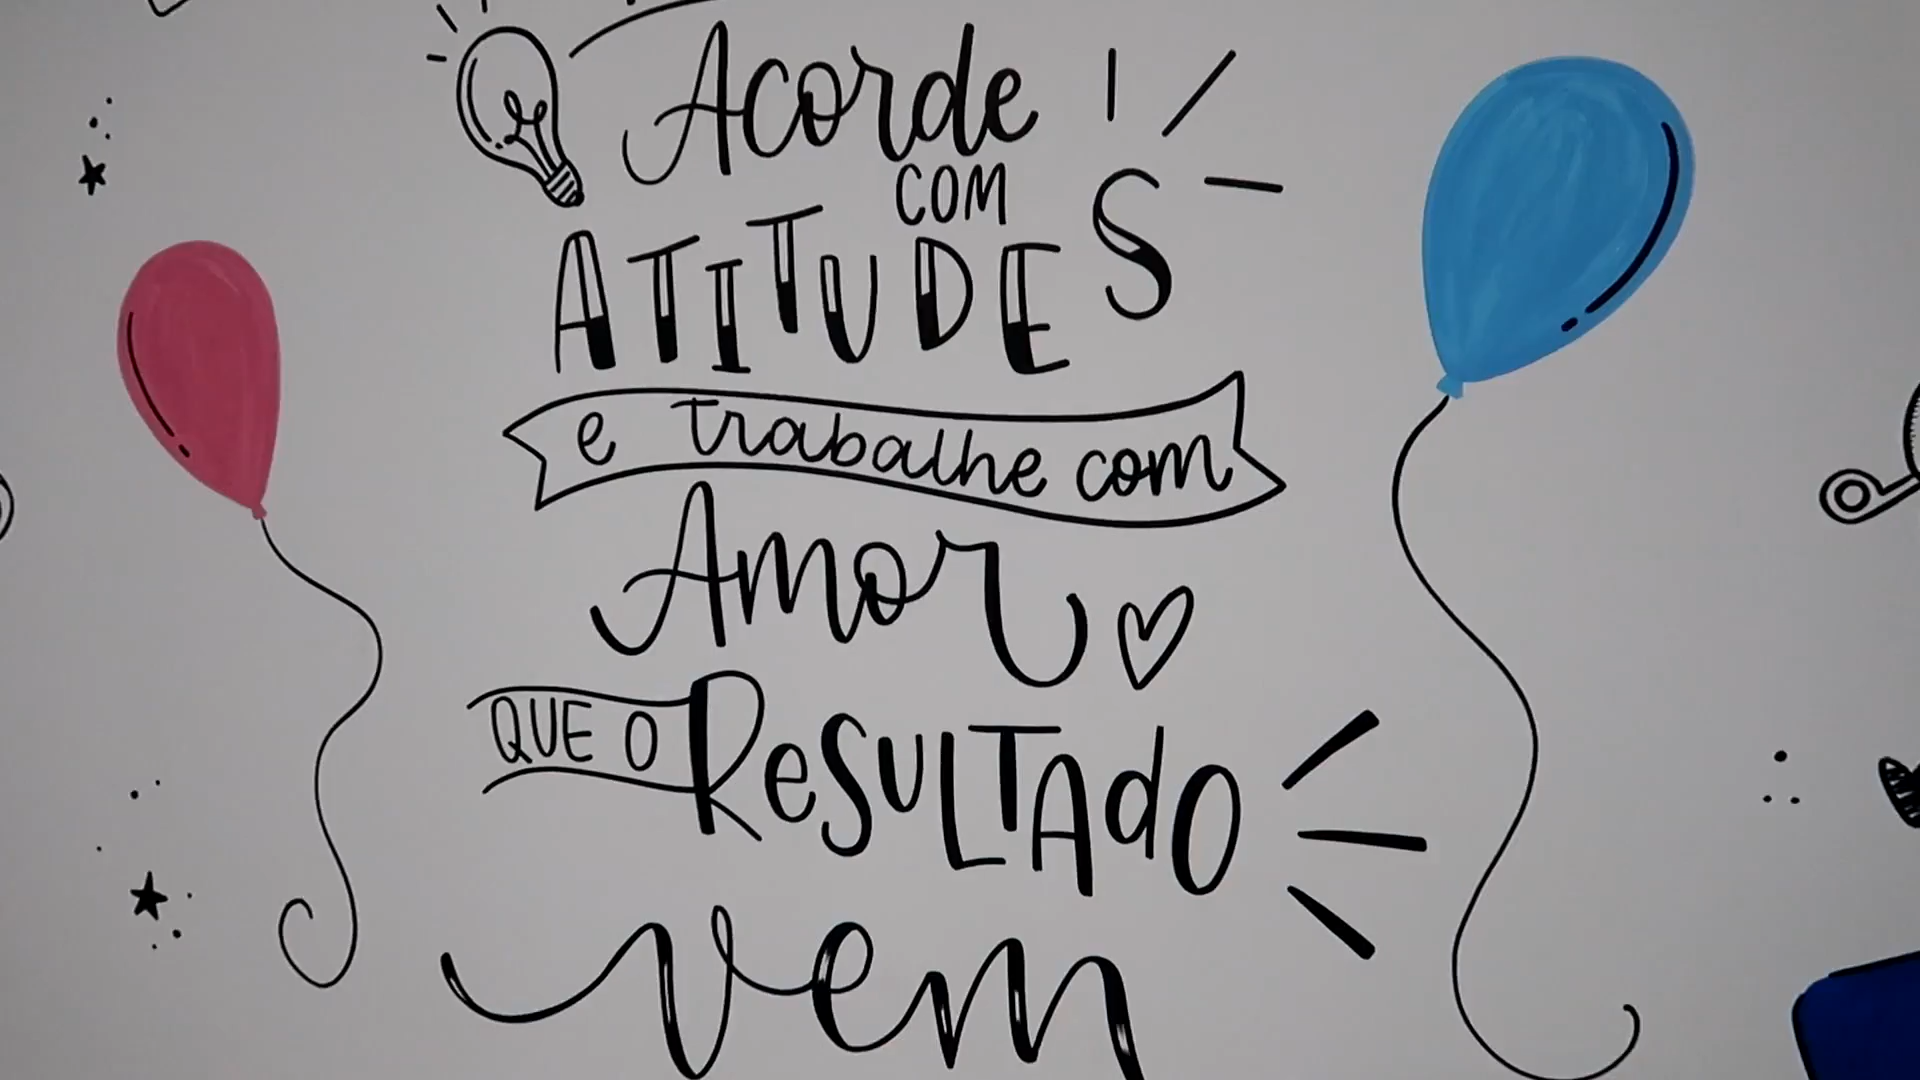 Acorde
COM
ATITUDES
e trabalhe com
Amor
QUE O ReSULTAdO
vem